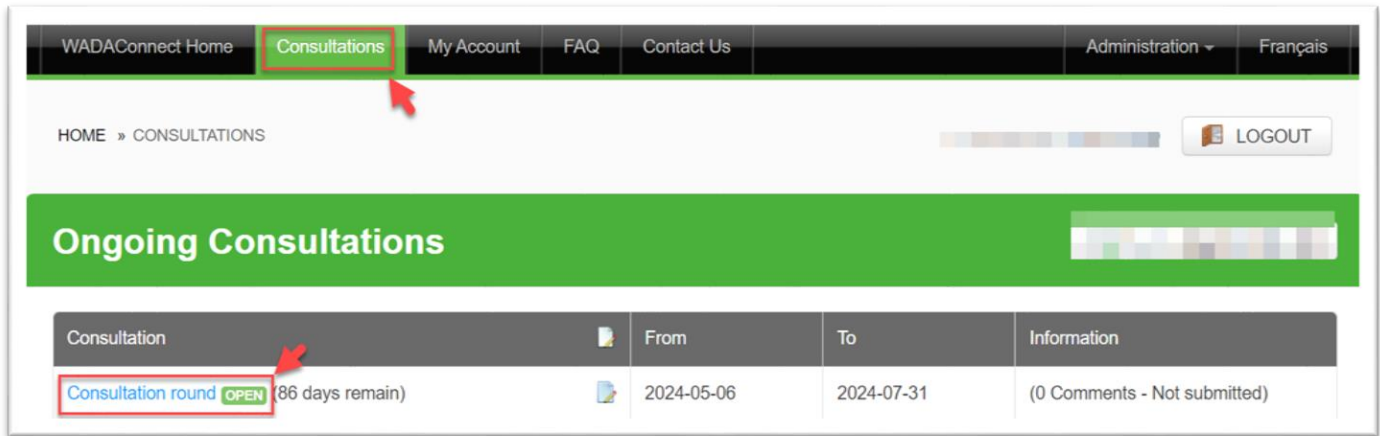 WADAConnect Home Consultations My Account FAQ Contact Us Administration Français
HOME » CONSULTATIONS LOGOUT
Ongoing Consultations
Consultation From To Information
Consultation round OPEN (86 days remain) 2024-05-06 2024-07-31 (0 Comments - Not submitted)